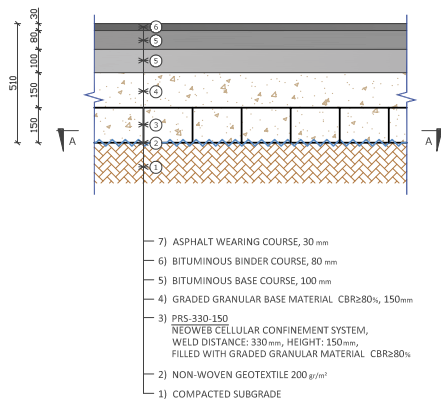 30
80
100
150
150
510
6
5
5
4
3
2
1
A
A
7) ASPHALT WEARING COURSE, 30 mm
6) BITUMINOUS BINDER COURSE, 80 mm
5) BITUMINOUS BASE COURSE, 100 mm
4) GRADED GRANULAR BASE MATERIAL CBR≥80%, 150mm
3) PRS-330-150
NEOWEB CELLULAR CONFINEMENT SYSTEM,
WELD DISTANCE: 330 mm, HEIGHT: 150mm,
FILLED WITH GRADED GRANULAR MATERIAL CBR≥80%
2) NON-WOVEN GEOTEXTILE 200 gr/m²
1) COMPACTED SUBGRADE